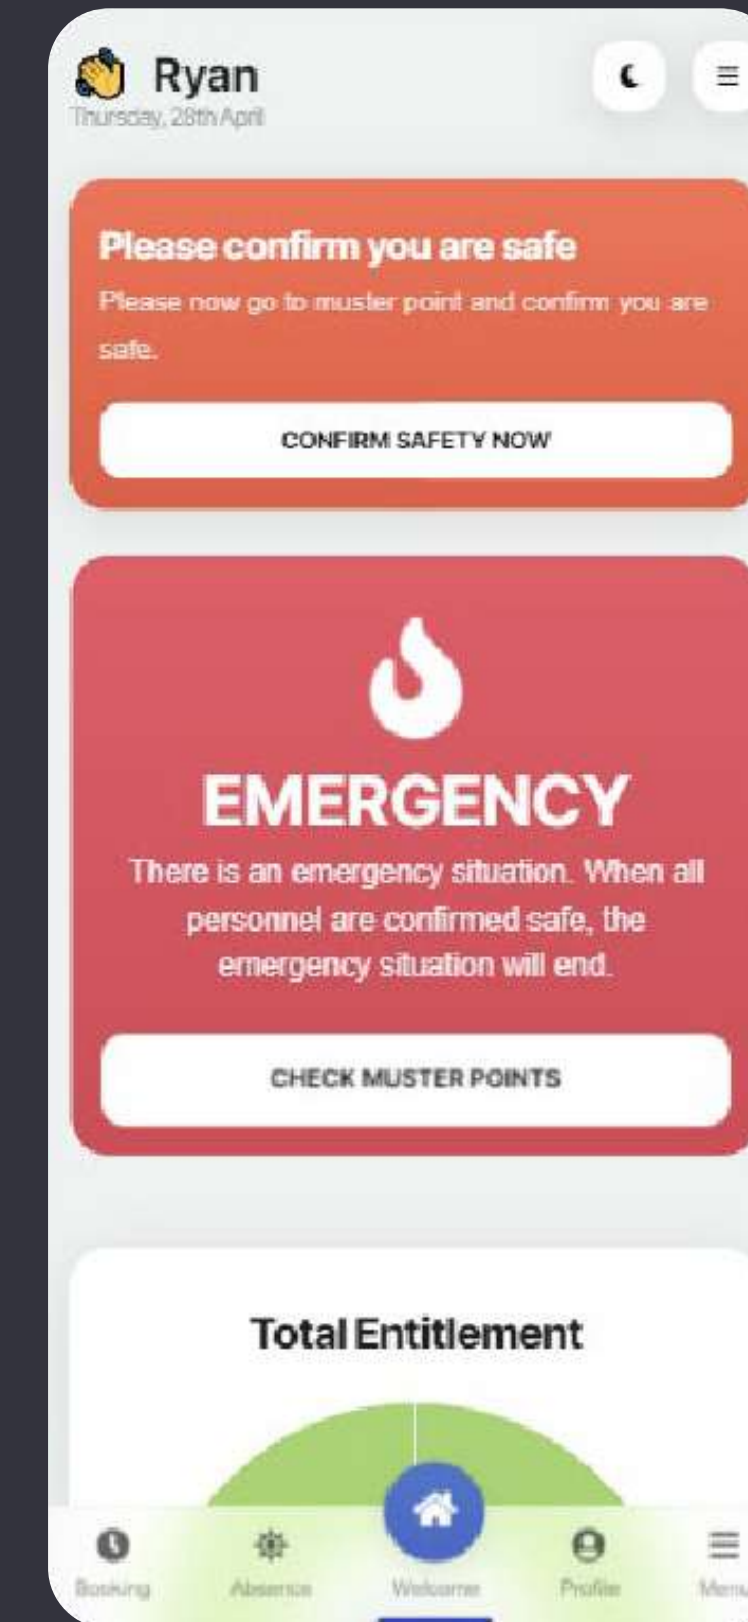 Ryan
Thursday, 28th April
Please confirm you are safe
Please now go to muster point and confirm you are
safe.
CONFIRM SAFETY NOW
EMERGENCY
There is an emergency situation. When all
personnel are confirmed safe, the
emergency situation will end.
CHECK MUSTER POINTS
Total Entitlement
Booking Absence Welcome Profile Menu